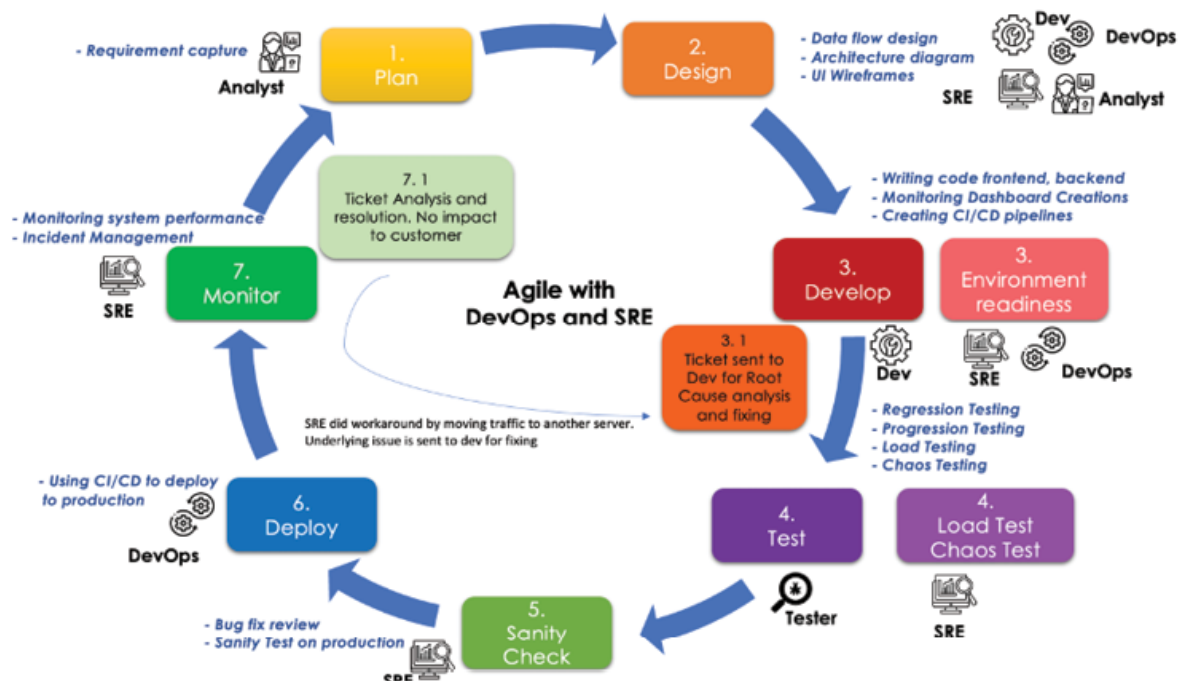 - Requirement capture
Analyst
1.
Plan
2.
Design
- Data flow design
- Architecture diagram
- UI Wireframes
Dev
DevOps
SRE
Analyst
- Writing code frontend, backend
- Monitoring Dashboard Creations
- Creating CI/CD pipelines
3.
Develop
3.
Environment
readiness
Dev
SRE
DevOps
3. 1
Ticket sent to
Dev for Root
Cause analysis
and fixing
- Regression Testing
- Progression Testing
- Load Testing
- Chaos Testing
4.
Test
4.
Load Test
Chaos Test
Tester
SRE
5.
Sanity
Check
- Bug fix review
- Sanity Test on production
SRE
6.
Deploy
- Using CI/CD to deploy
to production
DevOps
7.
Monitor
- Monitoring system performance
- Incident Management
SRE
7. 1
Ticket Analysis and
resolution. No impact
to customer
Agile with
DevOps and SRE
SRE did workaround by moving traffic to another server.
Underlying issue is sent to dev for fixing